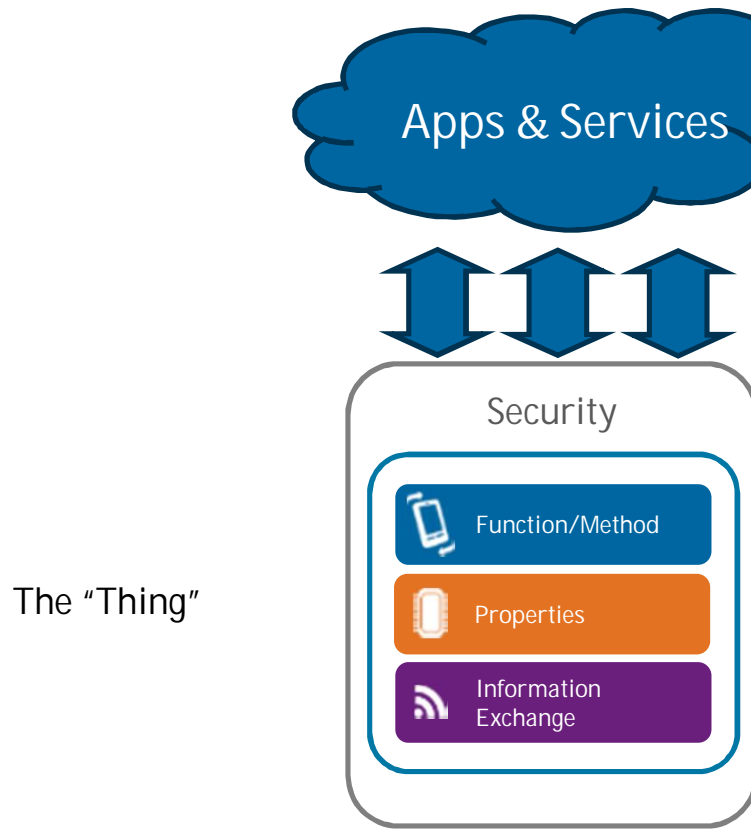 Apps & Services
Security
Function/Method
The “Thing”
Properties
Information
Exchange